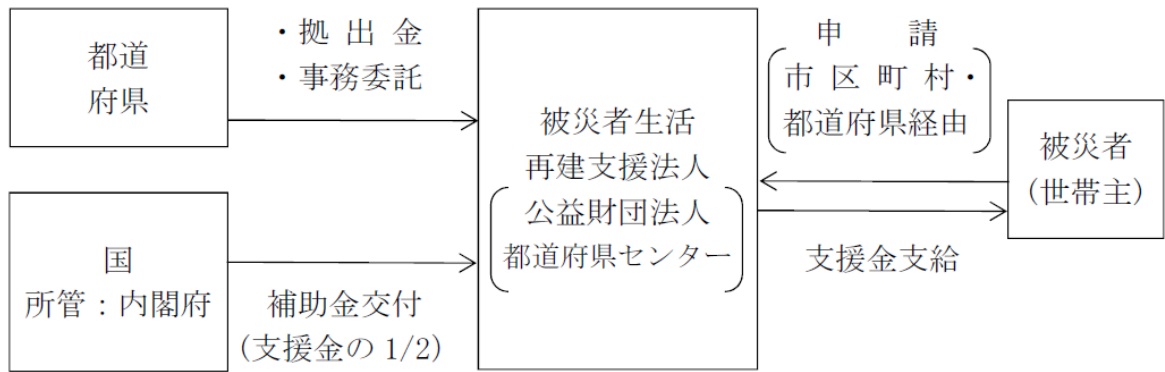 都道
府県
・拠出金
・事務委託
国
所管：内閣府
補助金交付
(支援金の 1/2)
被災者生活
再建支援法人
公益財団法人
都道府県センター
申請
市区町村・
都道府県経由
支援金支給
被災者
(世帯主)